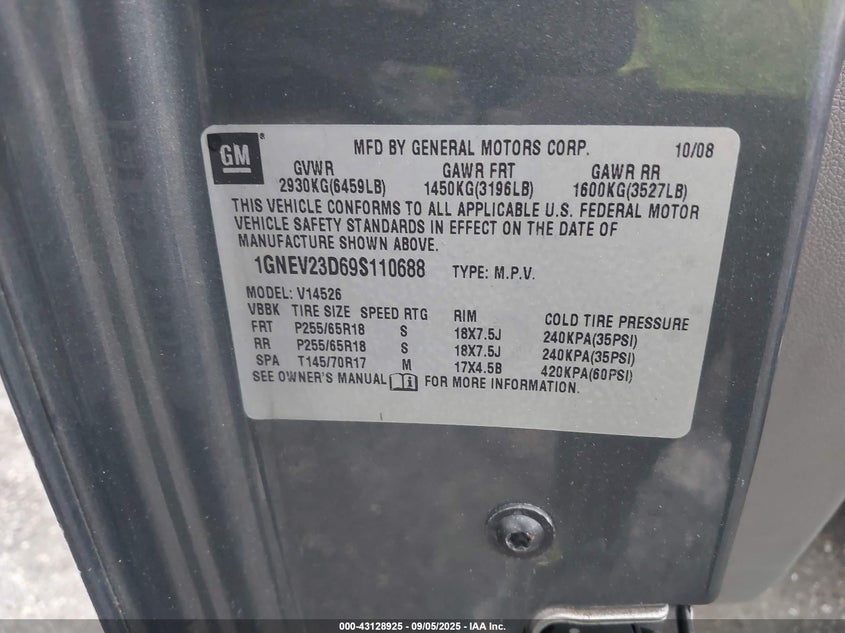 GM ® MFD BY GENERAL MOTORS CORP. 10/08
GVWR GAWR FRT GAWR RR
2930KG(6459LB) 1450KG(3196LB) 1600KG(3527LB)
THIS VEHICLE CONFORMS TO ALL APPLICABLE U.S. FEDERAL MOTOR
VEHICLE SAFETY STANDARDS IN EFFECT ON THE DATE OF
MANUFACTURE SHOWN ABOVE.
1GNEV23D69S110688 TYPE: M.P.V.
MODEL: V14526
VBBK TIRE SIZE SPEED RTG RIM COLD TIRE PRESSURE
FRT P255/65R18 S 18X7.5J 240KPA(35PSI)
RR P255/65R18 S 18X7.5J 240KPA(35PSI)
SPA T145/70R17 M 17X4.5B 420KPA(60PSI)
SEE OWNER'S MANUAL FOR MORE INFORMATION.
000-43128925 - 09/05/2025 - IAA Inc.